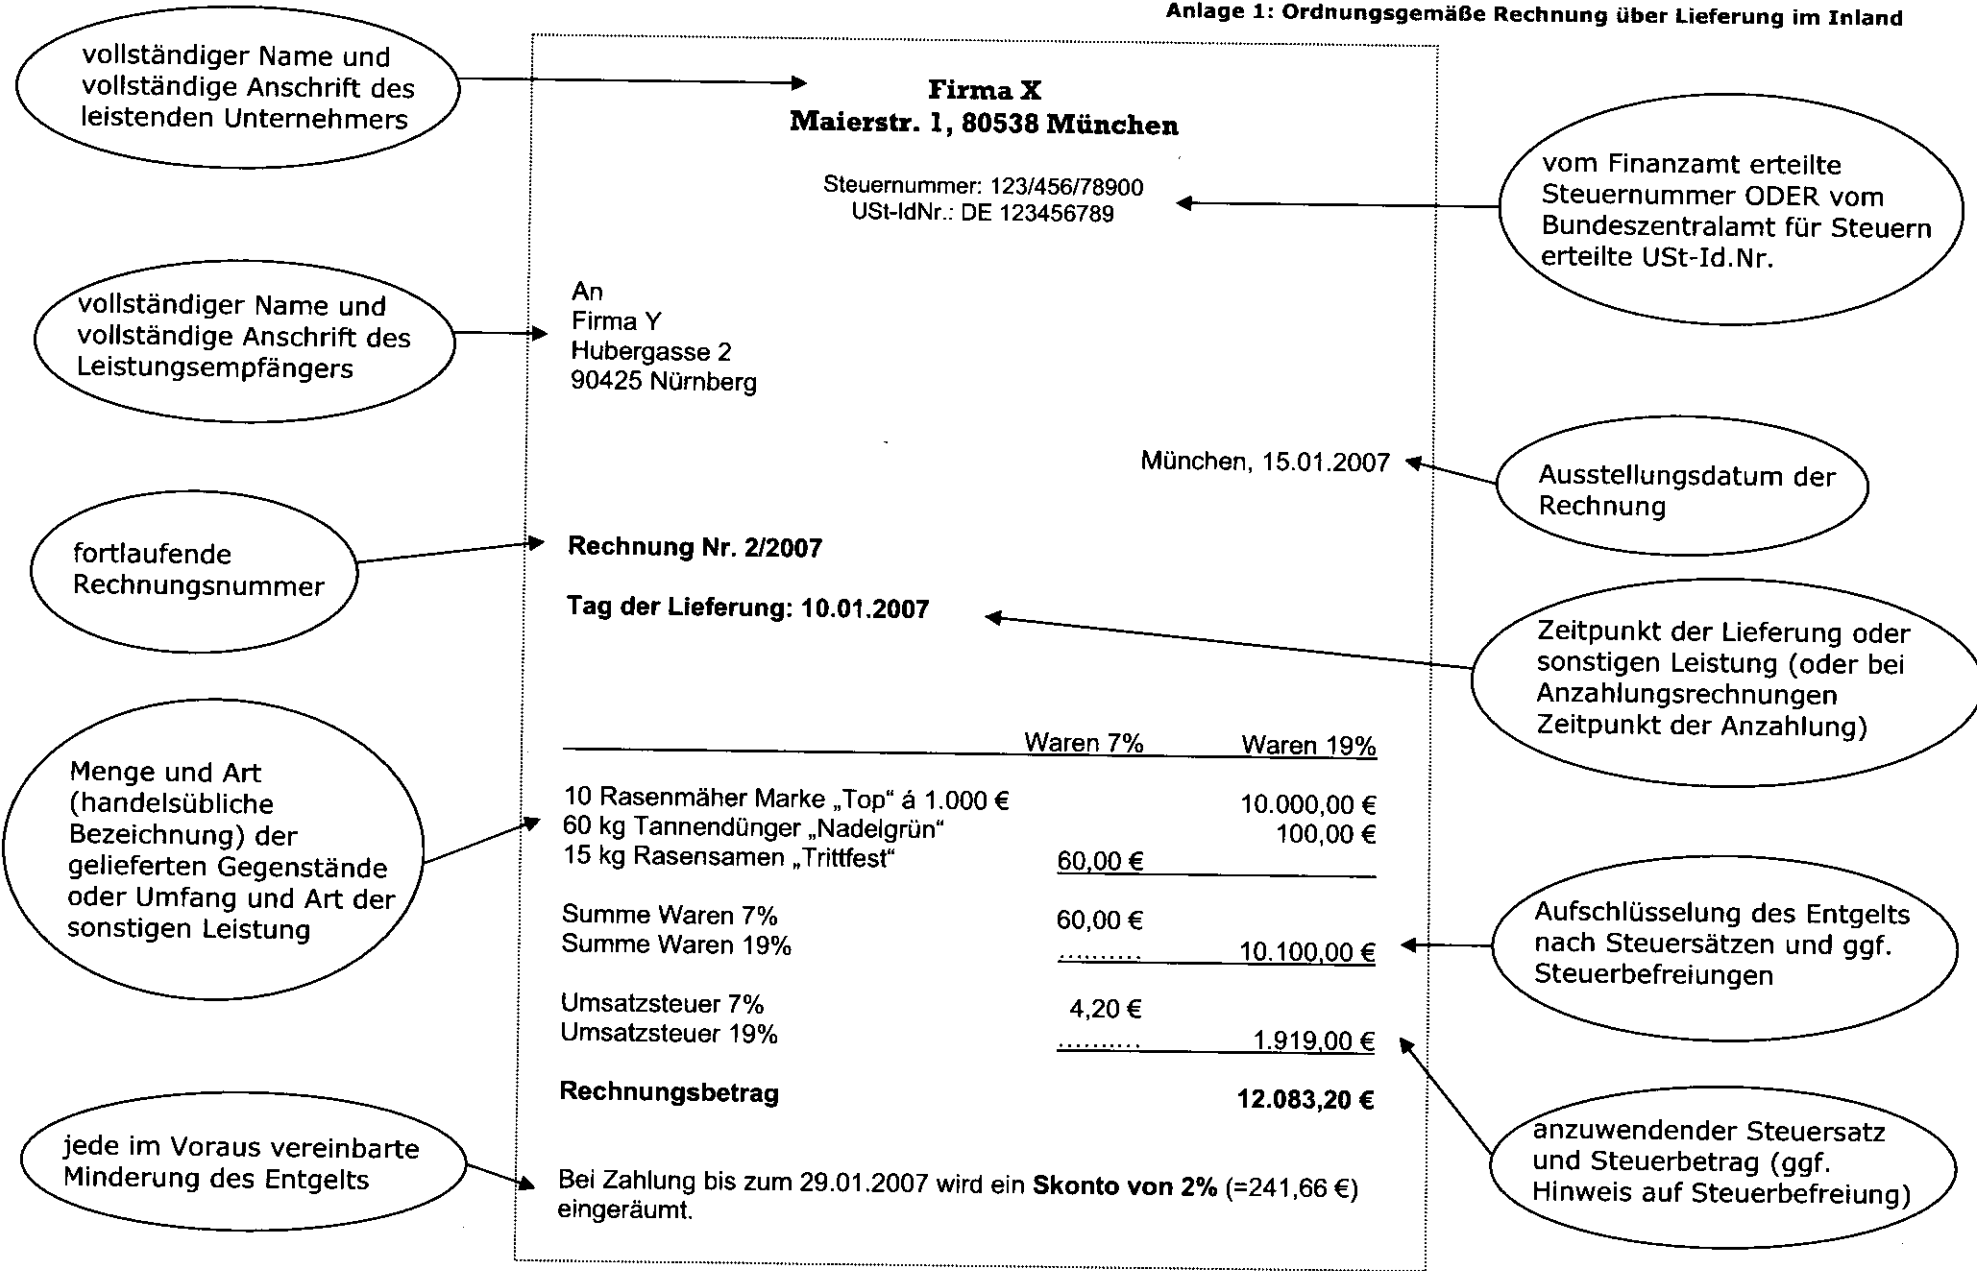 Anlage 1: Ordnungsgemäße Rechnung über Lieferung im Inland
vollständiger Name und
vollständige Anschrift des
leistenden Unternehmers
Firma X
Maierstr. 1, 80538 München
Steuernummer: 123/456/78900
USt-IdNr.: DE 123456789
vom Finanzamt erteilte
Steuernummer ODER vom
Bundeszentralamt für Steuern
erteilte USt-Id.Nr.
vollständiger Name und
vollständige Anschrift des
Leistungsempfängers
An
Firma Y
Hubergasse 2
90425 Nürnberg
München, 15.01.2007
Ausstellungsdatum der
Rechnung
fortlaufende
Rechnungsnummer
Rechnung Nr. 2/2007
Tag der Lieferung: 10.01.2007
Zeitpunkt der Lieferung oder
sonstigen Leistung (oder bei
Anzahlungsrechnungen
Zeitpunkt der Anzahlung)
Menge und Art
(handelsübliche
Bezeichnung) der
gelieferten Gegenstände
oder Umfang und Art der
sonstigen Leistung
Waren 7% Waren 19%
10 Rasenmäher Marke „Top“ á 1.000 € 10.000,00 €
60 kg Tannendünger „Nadelgrün“ 100,00 €
15 kg Rasensamen „Trittfest“ 60,00 €
Summe Waren 7% 60,00 €
Summe Waren 19% .......... 10.100,00 €
Aufschlüsselung des Entgelts
nach Steuersätzen und ggf.
Steuerbefreiungen
Umsatzsteuer 7% 4,20 €
Umsatzsteuer 19% .......... 1.919,00 €
Rechnungsbetrag 12.083,20 €
anzuwendender Steuersatz
und Steuerbetrag (ggf.
Hinweis auf Steuerbefreiung)
jede im Voraus vereinbarte
Minderung des Entgelts
Bei Zahlung bis zum 29.01.2007 wird ein Skonto von 2% (=241,66 €)
eingeräumt.